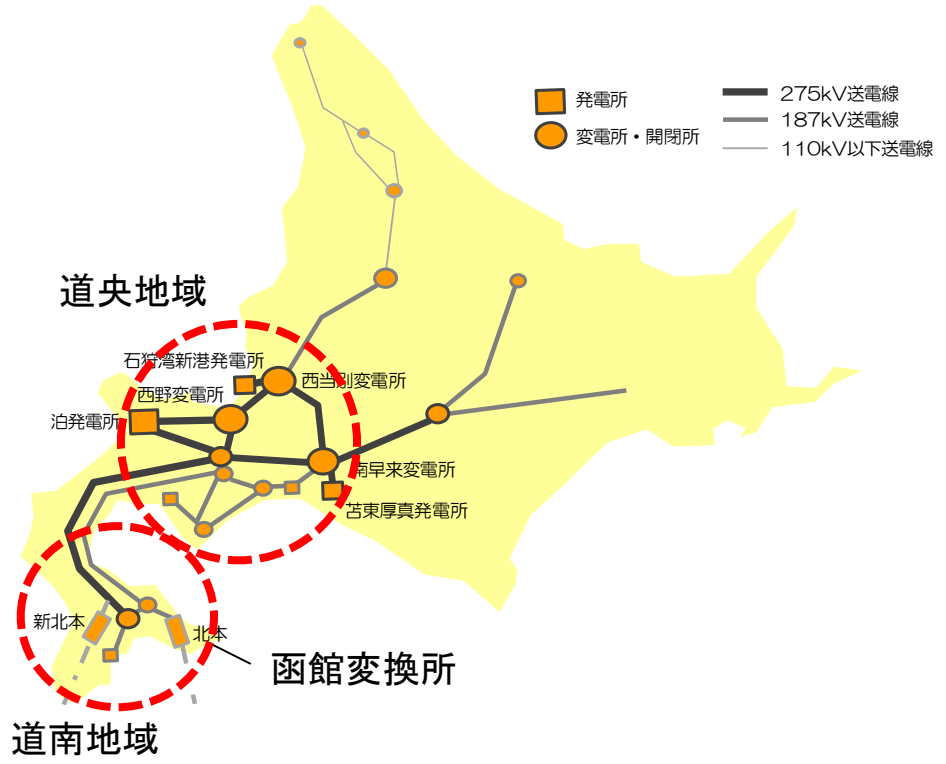 発電所
変電所・開閉所
275kV送電線
187kV送電線
110kV以下送電線
道央地域
石狩湾新港発電所
西当別変電所
西野変電所
泊発電所
南早来変電所
苫東厚真発電所
新北本
北本
函館変換所
道南地域